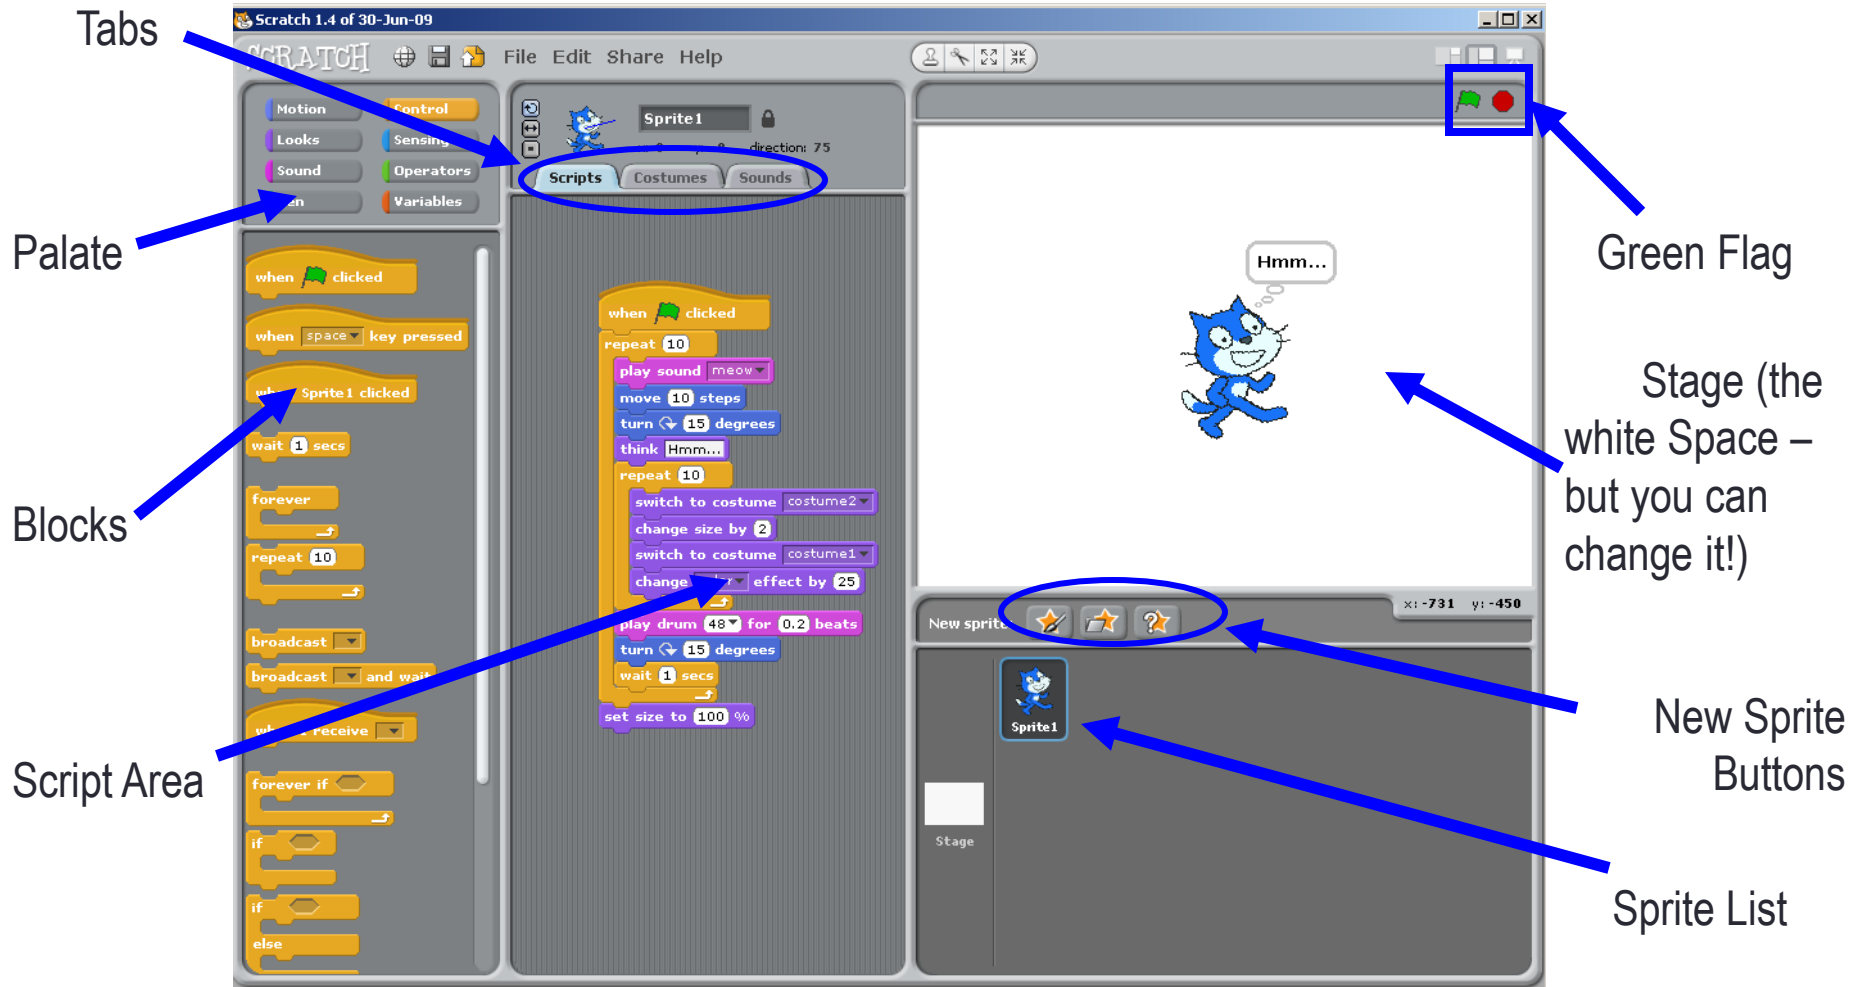 Tabs
Scratch 1.4 of 30-Jun-09
SCRATCH
File Edit Share Help
Motion
Control
Looks
Sensing
Sound
Operators
Variables
Sprite1
direction: 75
Scripts
Costumes
Sounds
Palate
when clicked
when space key pressed
Sprite1 clicked
wait 1 secs
Blocks
forever
repeat 10
broadcast
broadcast and wait
receive
Script Area
forever if
if
if
else
when clicked
repeat 10
play sound meow
move 10 steps
turn 15 degrees
think Hmm...
repeat 10
switch to costume costume2
change size by 2
switch to costume costume1
change effect by 25
play drum 48 for 0.2 beats
turn 15 degrees
wait 1 secs
set size to 100 %
Hmm...
Green Flag
Stage (the
white Space –
but you can
change it!)
x: -731 y: -450
New sprite
Sprite1
Stage
New Sprite
Buttons
Sprite List